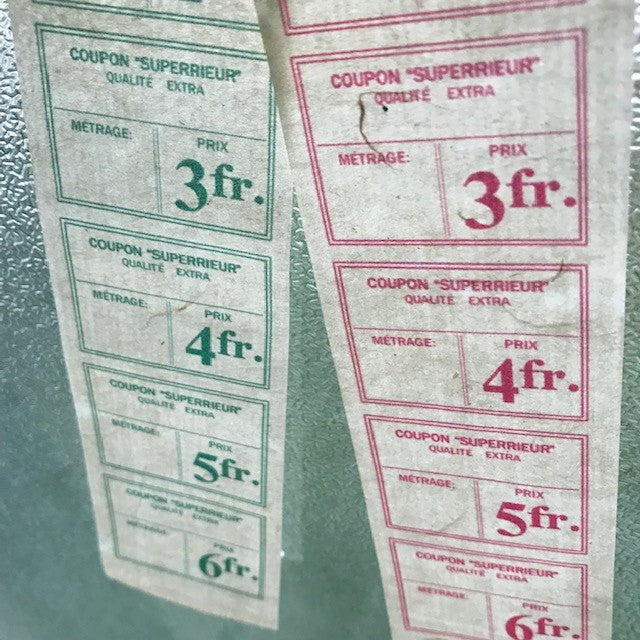 COUPON "SUPERRIEUR"
QUALITÉ EXTRA
MÉTRAGE:
PRIX
3fr.
COUPON "SUPERRIEUR"
QUALITÉ EXTRA
MÉTRAGE:
PRIX
4fr.
COUPON "SUPERRIEUR"
QUALITÉ EXTRA
MÉTRAGE:
PRIX
5fr.
COUPON "SUPERRIEUR"
QUALITÉ EXTRA
MÉTRAGE:
PRIX
6fr.
COUPON "SUPERRIEUR"
QUALITÉ EXTRA
MÉTRAGE:
PRIX
3fr.
COUPON "SUPERRIEUR"
QUALITÉ EXTRA
MÉTRAGE:
PRIX
4fr.
COUPON "SUPERRIEUR"
QUALITÉ EXTRA
MÉTRAGE:
PRIX
5fr.
COUPON "SUPERRIEUR"
QUALITÉ EXTRA
MÉTRAGE:
PRIX
6fr.